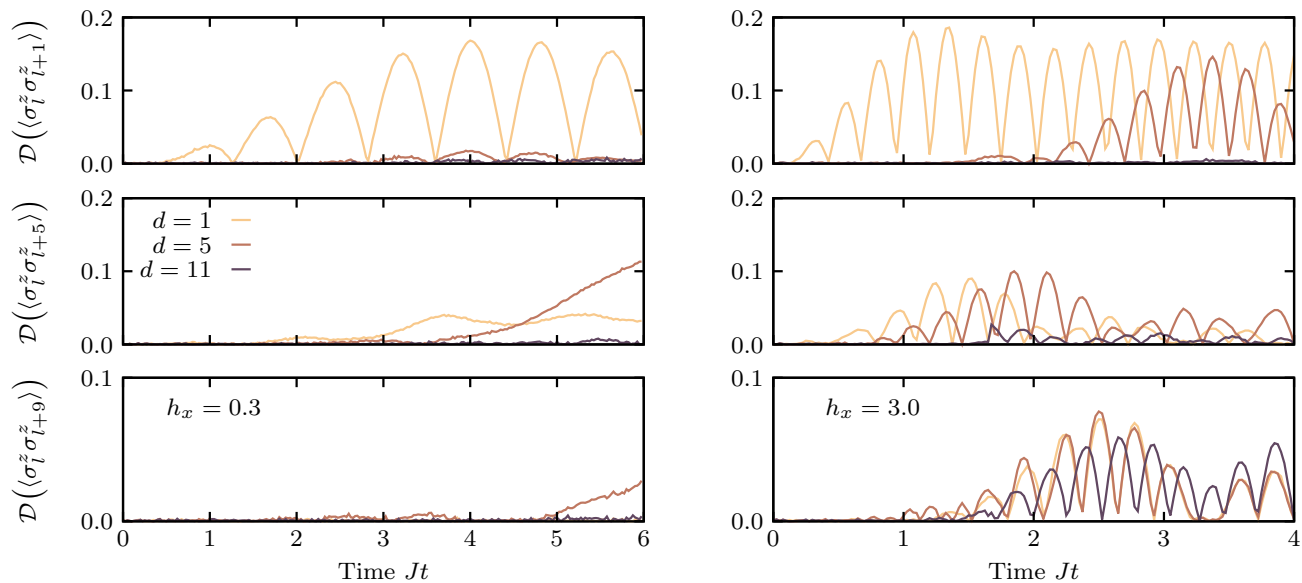 𝒟(⟨σ_l^z σ_{l+1}^z⟩)
0.2
0.1
0.0
0.2
0.1
0.0
𝒟(⟨σ_l^z σ_{l+5}^z⟩)
0.2
0.1
0.0
d = 1
d = 5
d = 11
0.2
0.1
0.0
𝒟(⟨σ_l^z σ_{l+9}^z⟩)
0.1
0.0
h_x = 0.3
0 1 2 3 4 5 6
Time Jt
0.1
0.0
h_x = 3.0
0 1 2 3 4
Time Jt